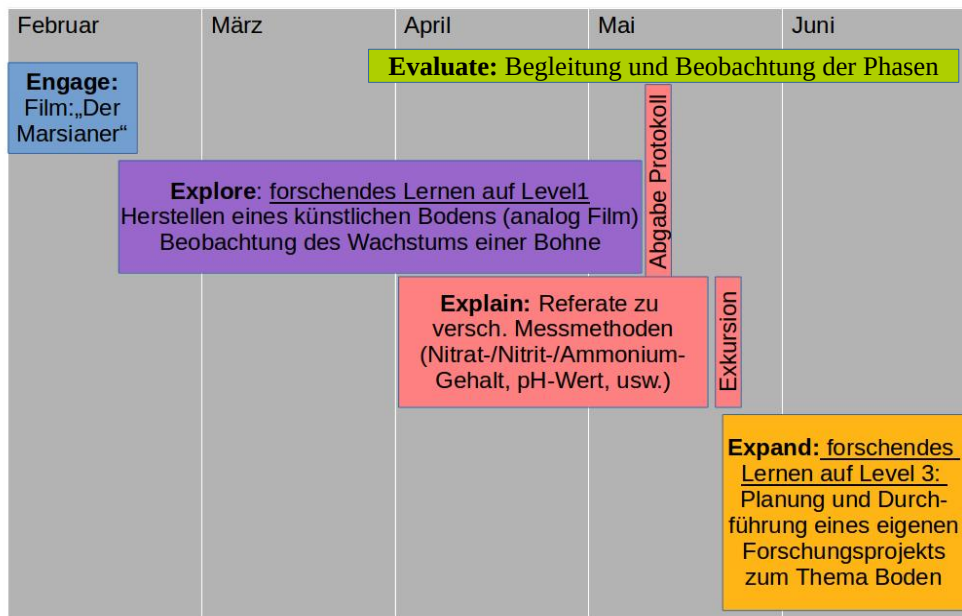 Februar
März
April
Mai
Juni
Evaluate: Begleitung und Beobachtung der Phasen
Engage:
Film:„Der
Marsianer“
Abgabe Protokoll
Explore: forschendes Lernen auf Level1
Herstellen eines künstlichen Bodens (analog Film)
Beobachtung des Wachstums einer Bohne
Explain: Referate zu
versch. Messmethoden
(Nitrat-/Nitrit-/Ammonium-
Gehalt, pH-Wert, usw.)
Exkursion
Expand: forschendes
Lernen auf Level 3:
Planung und Durch-
führung eines eigenen
Forschungsprojekts
zum Thema Boden